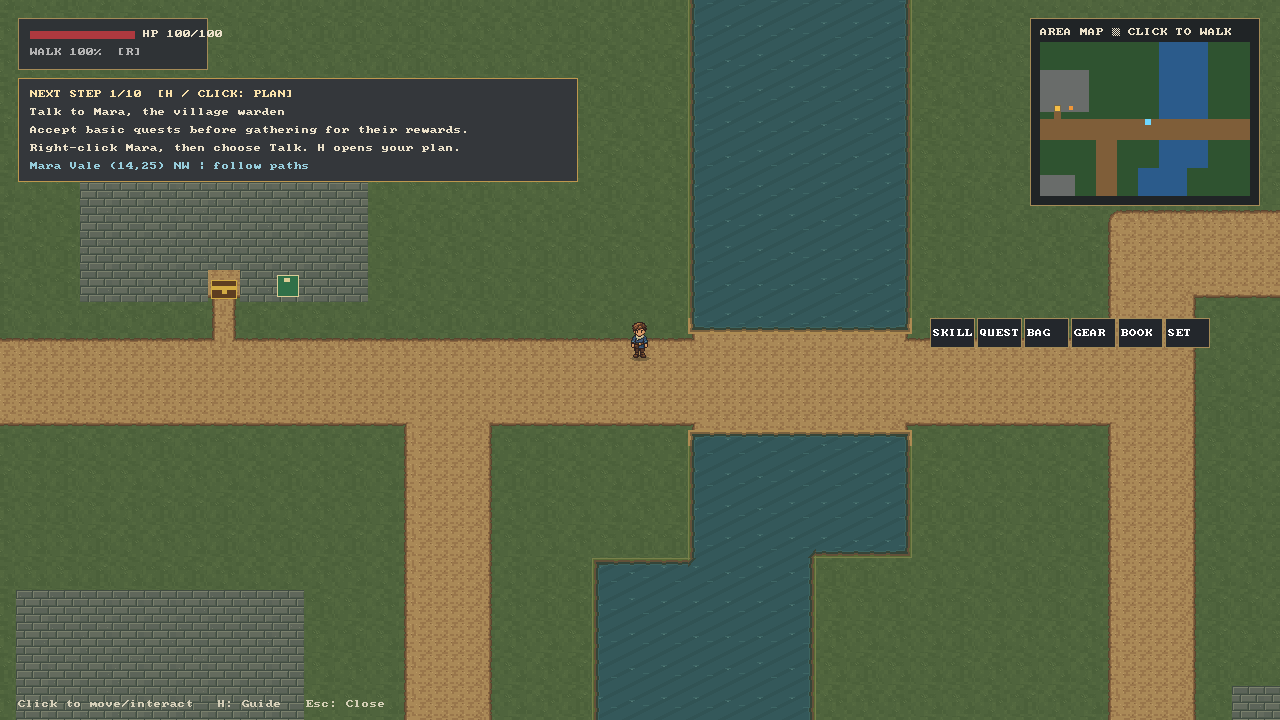 HP 100/100
WALK 100% [R]
NEXT STEP 1/10 [H / CLICK: PLAN]
Talk to Mara, the village warden
Accept basic quests before gathering for their rewards.
Right-click Mara, then choose Talk. H opens your plan.
Mara Vale (14,25) NW ¦ follow paths
AREA MAP ▒ CLICK TO WALK
SKILL QUEST BAG GEAR BOOK SET
Click to move/interact H: Guide Esc: Close